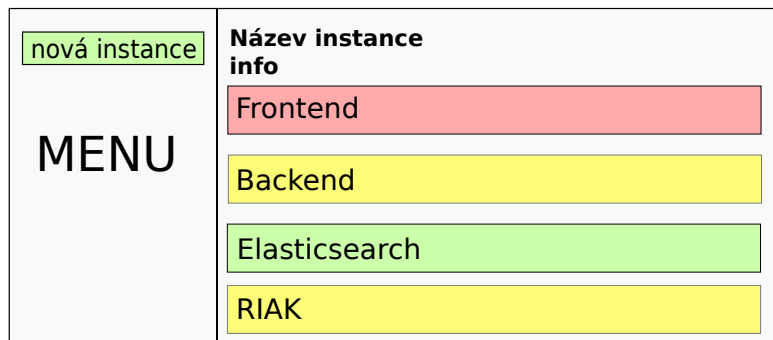 nová instance
MENU
Název instance
info
Frontend
Backend
Elasticsearch
RIAK